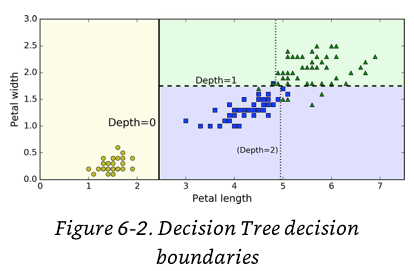 3.0
2.5
2.0
1.5
1.0
0.5
0.0
Petal width
Depth=1
Depth=0
(Depth=2)
0 1 2 3 4 5 6 7
Petal length
Figure 6-2. Decision Tree decision
boundaries